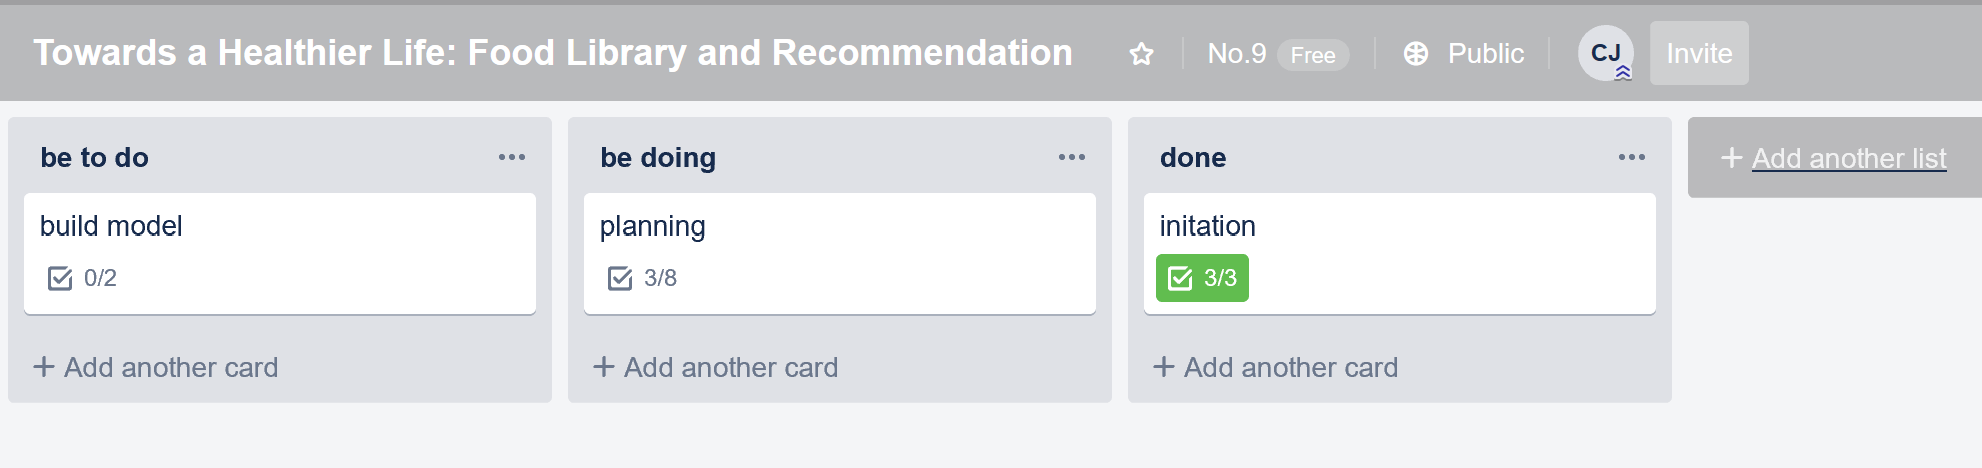 Towards a Healthier Life: Food Library and Recommendation No.9 Free Public CJ Invite
be to do
build model
0/2
+ Add another card
be doing
planning
3/8
+ Add another card
done
initation
3/3
+ Add another card
+ Add another list